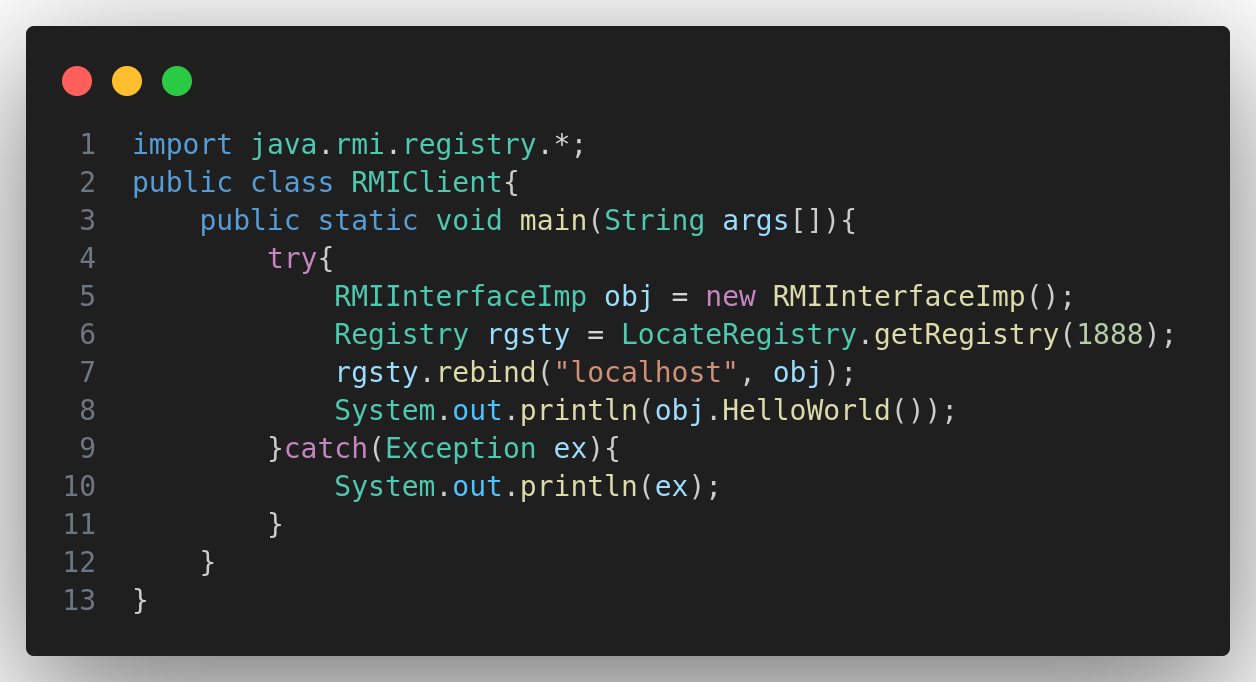 1 import java.rmi.registry.*;
2 public class RMIClient{
3     public static void main(String args[]){
4         try{
5             RMIInterfaceImp obj = new RMIInterfaceImp();
6             Registry rgsty = LocateRegistry.getRegistry(1888);
7             rgsty.rebind("localhost", obj);
8             System.out.println(obj.HelloWorld());
9         }catch(Exception ex){
10             System.out.println(ex);
11         }
12     }
13 }